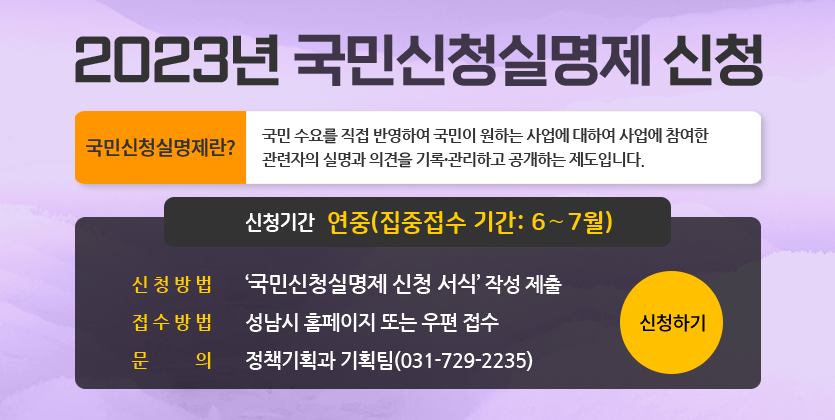 2023년 국민신청실명제 신청
국민신청실명제란?
국민 수요를 직접 반영하여 국민이 원하는 사업에 대하여 사업에 참여한
관련자의 실명과 의견을 기록·관리하고 공개하는 제도입니다.
신청기간 연중(집중접수 기간: 6~7월)
신청방법 ‘국민신청실명제 신청 서식’ 작성 제출
접수방법 성남시 홈페이지 또는 우편 접수
문 의 정책기획과 기획팀(031-729-2235)
신청하기